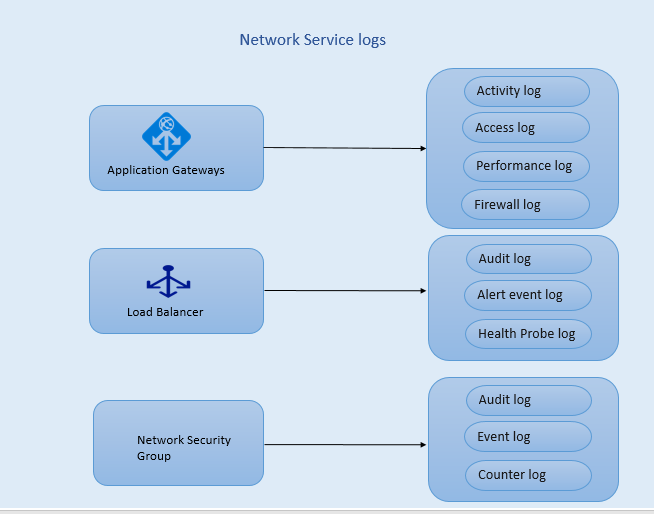 Network Service logs
Application Gateways
Activity log
Access log
Performance log
Firewall log
Load Balancer
Audit log
Alert event log
Health Probe log
Network Security
Group
Audit log
Event log
Counter log